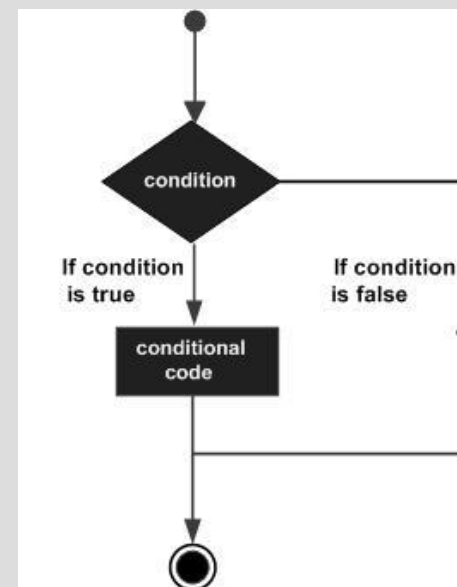 condition
If condition
is true
If condition
is false
conditional
code